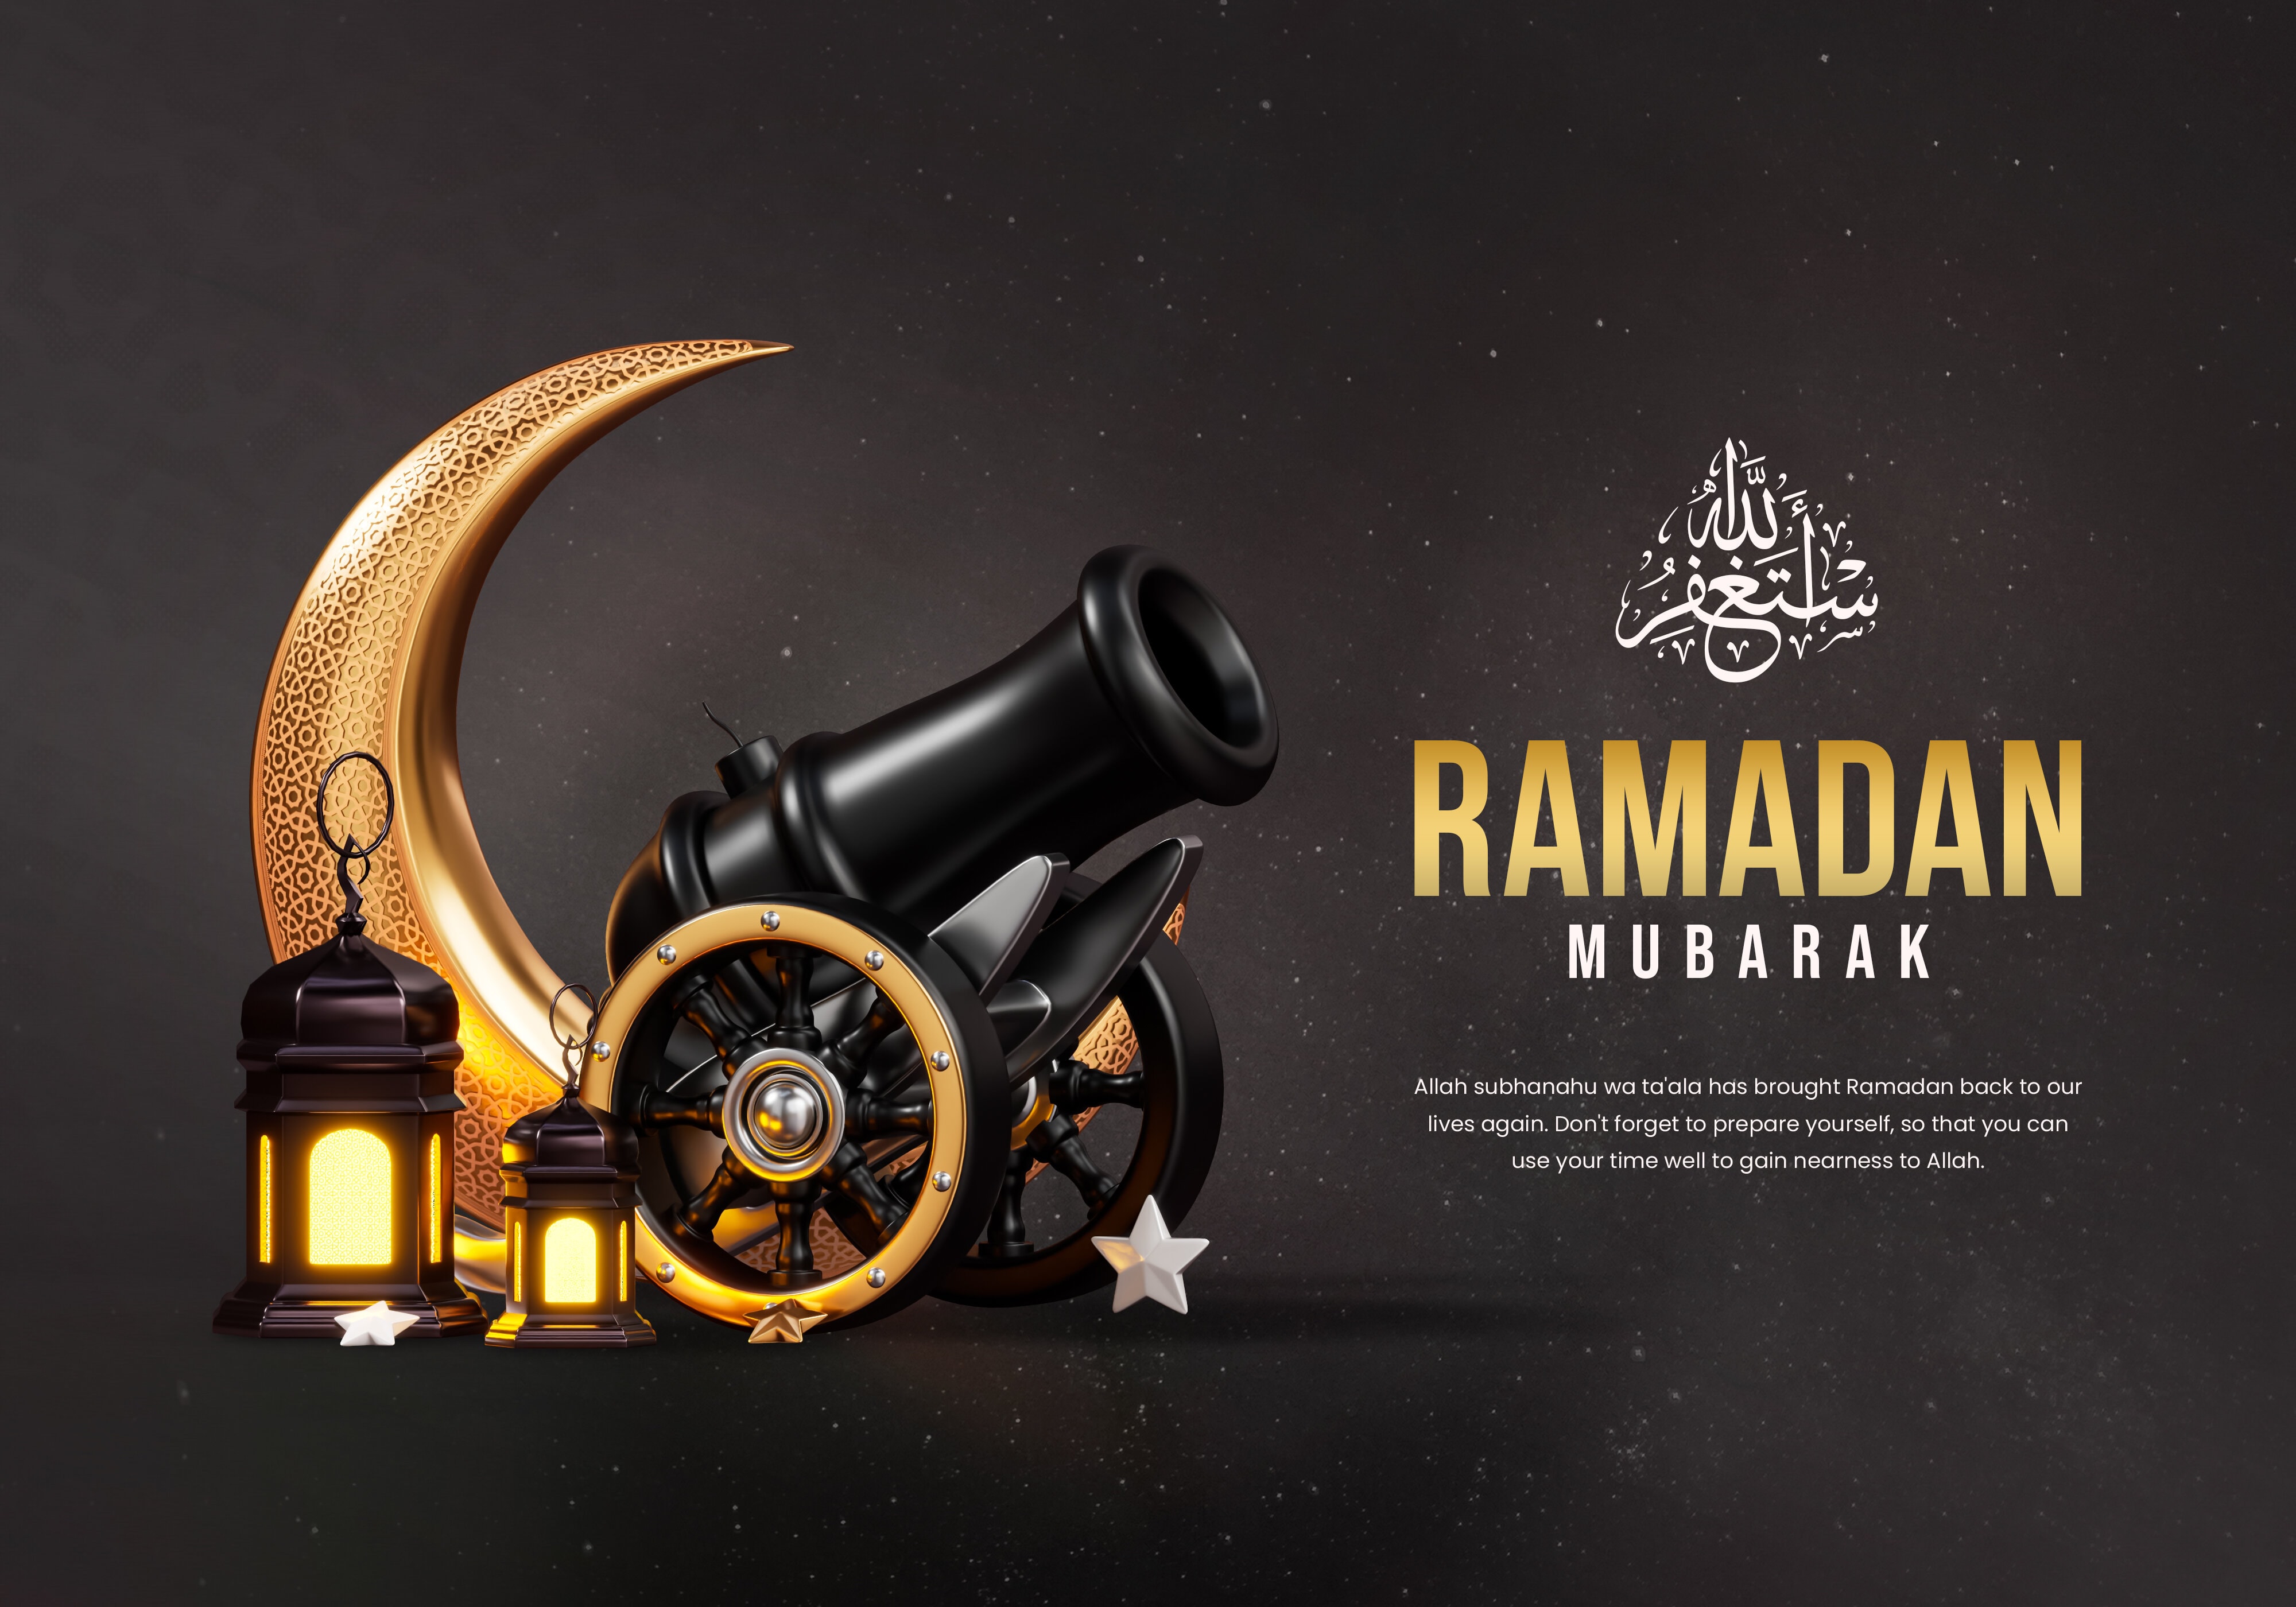 أستغفر الله
RAMADAN
MUBARAK
Allah subhanahu wa ta'ala has brought Ramadan back to our
lives again. Don't forget to prepare yourself, so that you can
use your time well to gain nearness to Allah.